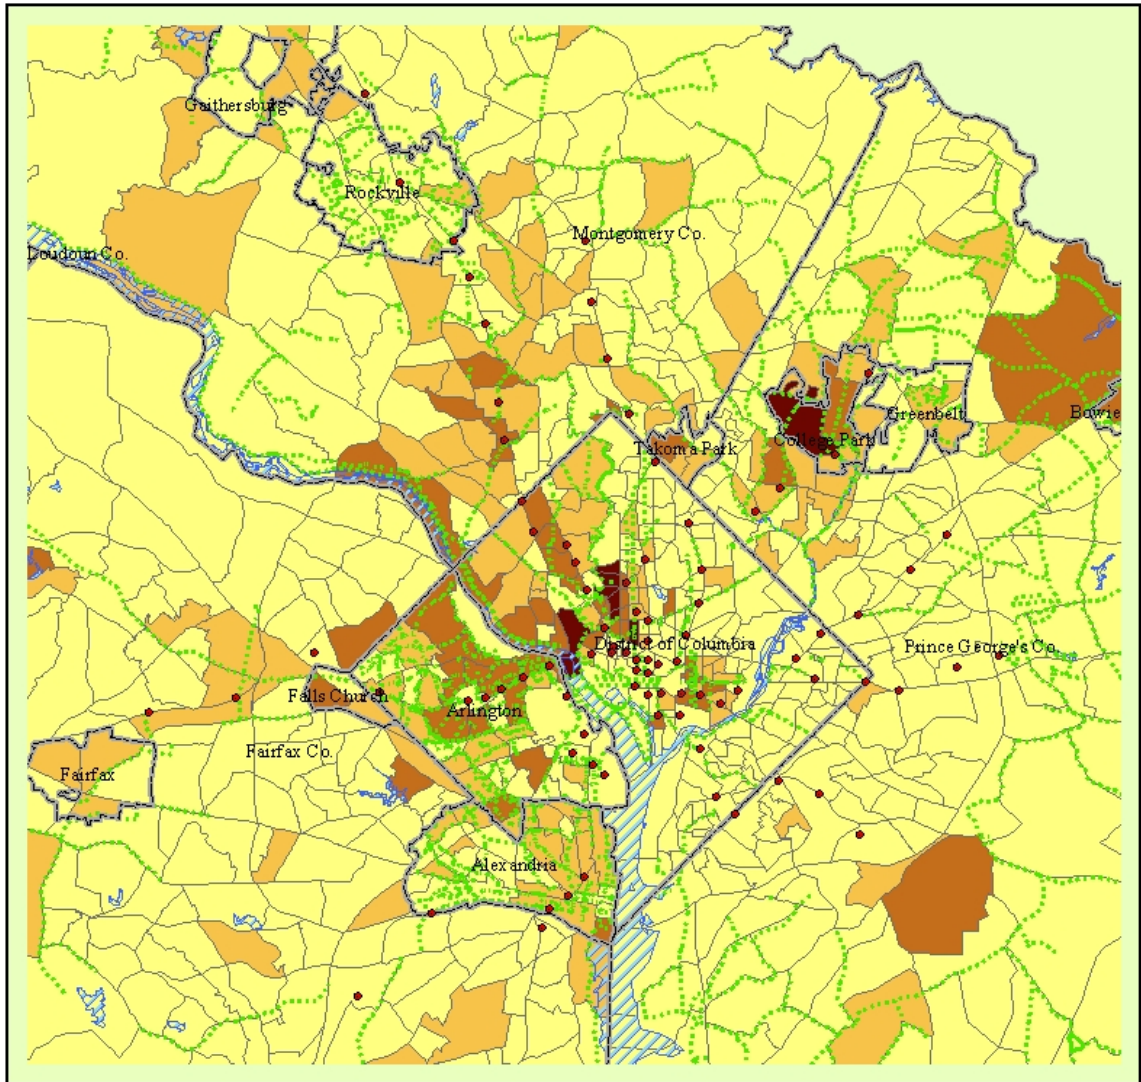 Gaithersburg
Rockville
Montgomery Co.
Loudoun Co.
Greenbelt
Bowie
College Park
Takoma Park
District of Columbia
Prince George's Co.
Falls Church
Arlington
Fairfax Co.
Fairfax
Alexandria